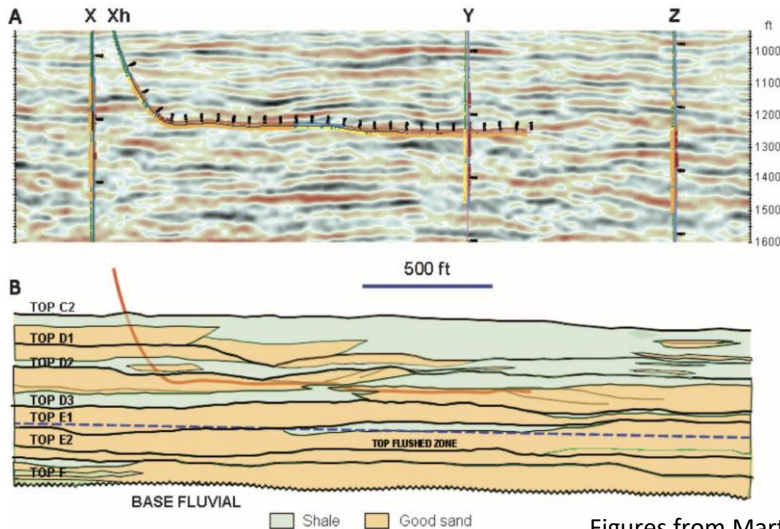 A
X Xh Y Z
ft
1000
1100
1200
1300
1400
1500
1600
500 ft
B
TOP C2
TOP D1
TOP D2
TOP D3
TOP E1
TOP E2
TOP FLUSHED ZONE
TOP F
BASE FLUVIAL
Shale Good sand